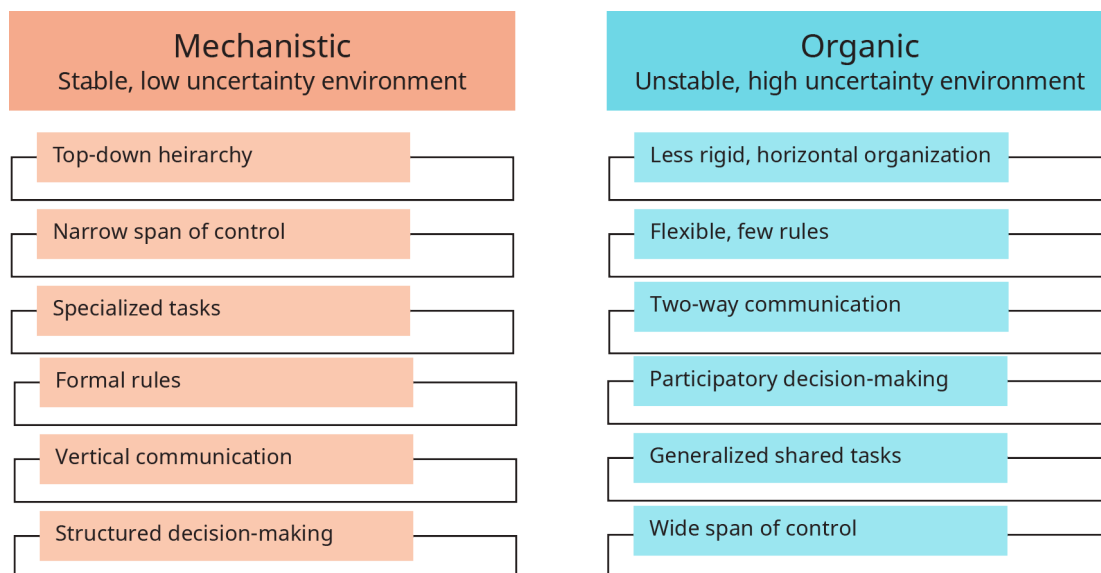 Mechanistic
Stable, low uncertainty environment
Top-down heirarchy
Narrow span of control
Specialized tasks
Formal rules
Vertical communication
Structured decision-making
Organic
Unstable, high uncertainty environment
Less rigid, horizontal organization
Flexible, few rules
Two-way communication
Participatory decision-making
Generalized shared tasks
Wide span of control